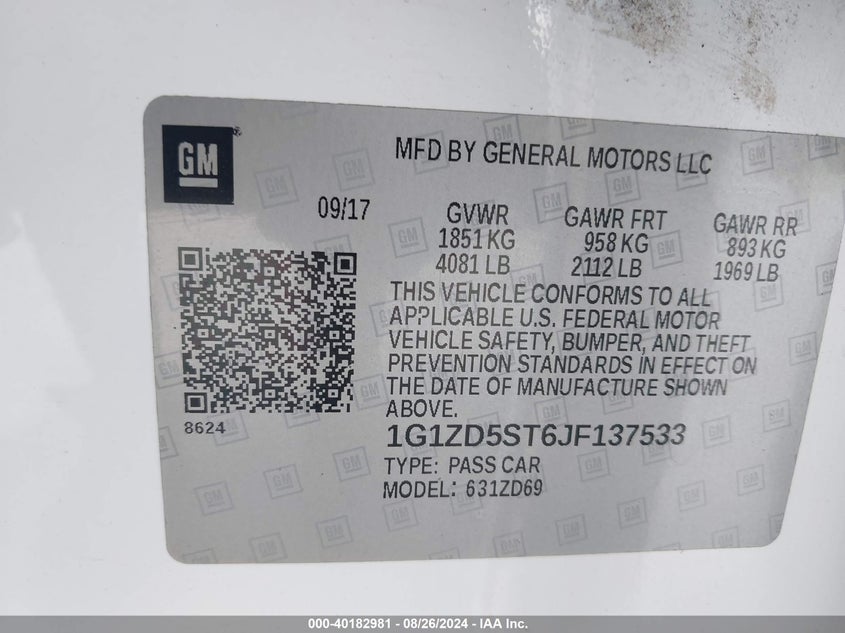 GM
MFD BY GENERAL MOTORS LLC
09/17
GVWR GAWR FRT GAWR RR
1851 KG 958 KG 893 KG
4081 LB 2112 LB 1969 LB
THIS VEHICLE CONFORMS TO ALL
APPLICABLE U.S. FEDERAL MOTOR
VEHICLE SAFETY, BUMPER, AND THEFT
PREVENTION STANDARDS IN EFFECT ON
THE DATE OF MANUFACTURE SHOWN
ABOVE.
8624
1G1ZD5ST6JF137533
TYPE: PASS CAR
MODEL: 631ZD69
000-40182981 - 08/26/2024 - IAA Inc.